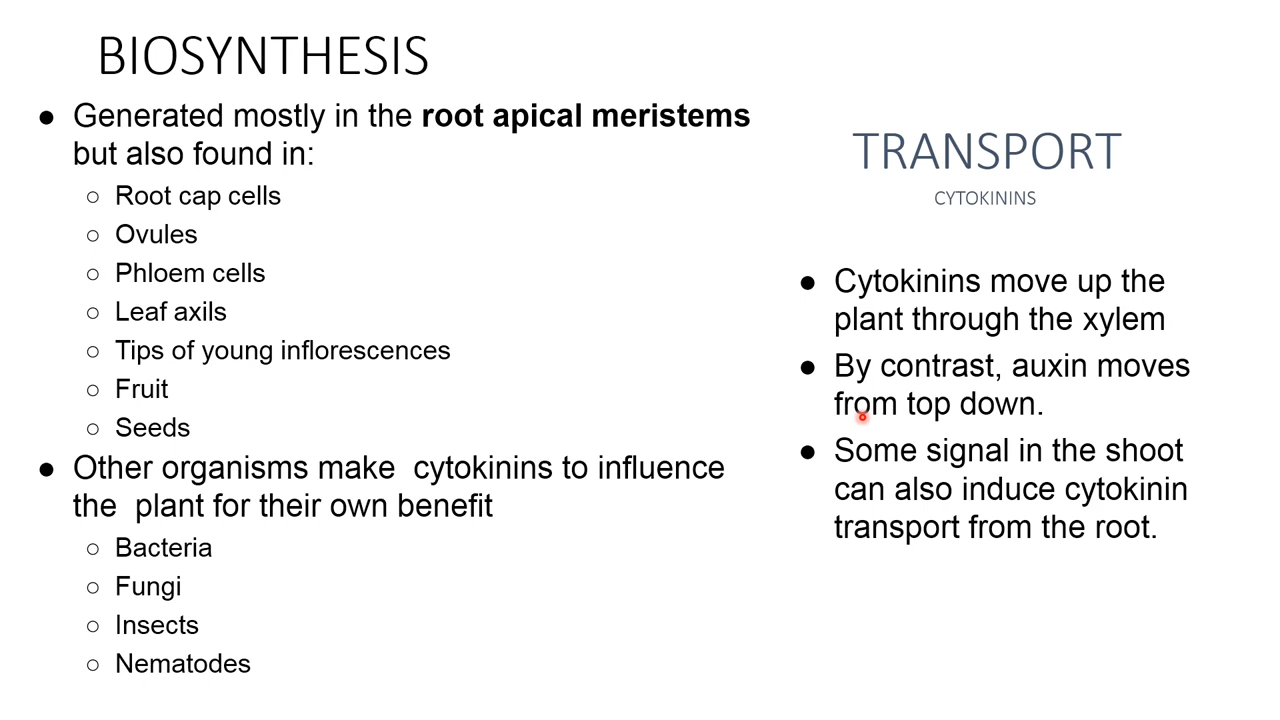 BIOSYNTHESIS
● Generated mostly in the root apical meristems
but also found in:
○ Root cap cells
○ Ovules
○ Phloem cells
○ Leaf axils
○ Tips of young inflorescences
○ Fruit
○ Seeds
● Other organisms make  cytokinins to influence
the  plant for their own benefit
○ Bacteria
○ Fungi
○ Insects
○ Nematodes
TRANSPORT
CYTOKININS
● Cytokinins move up the
plant through the xylem
● By contrast, auxin moves
from top down.
● Some signal in the shoot
can also induce cytokinin
transport from the root.